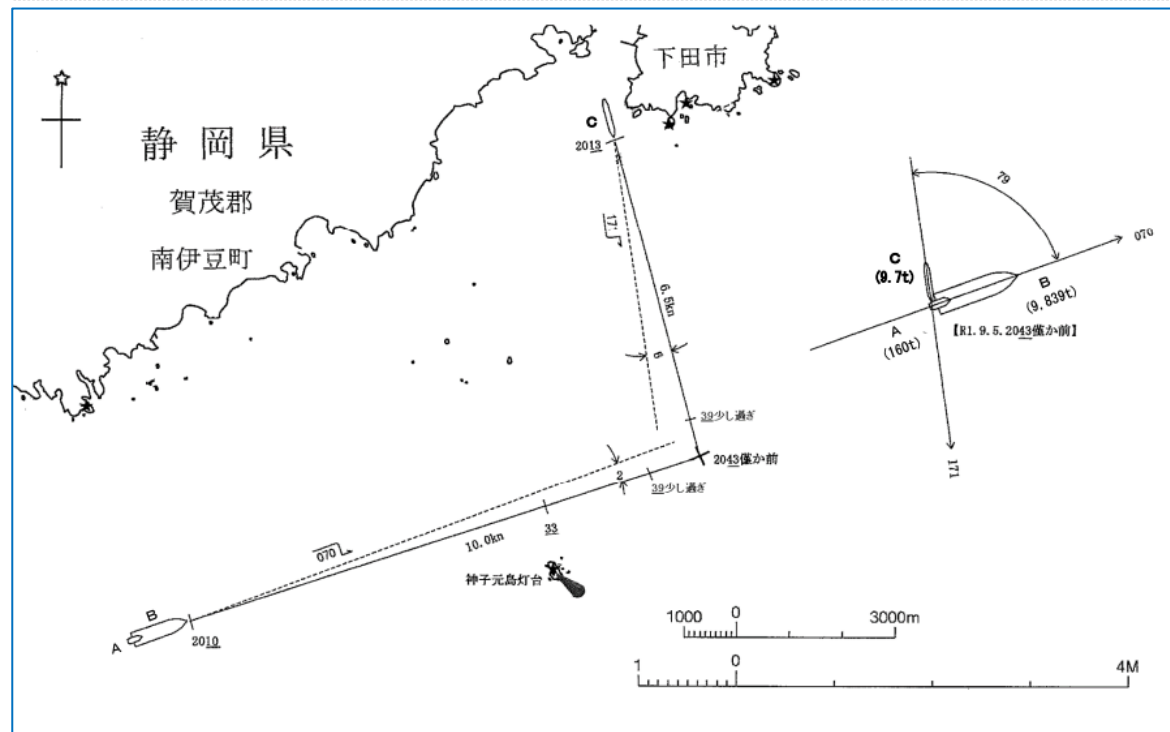 下田市
静岡県
賀茂郡
南伊豆町
C
2013
171
6.5kn
6
39少し過ぎ
2043僅か前
2
39少し過ぎ
33
10.0kn
070
神子元島灯台
B
A
2010
79
070
C
(9.7t)
B
(9,839t)
A
(160t)
【R1.9.5.2043僅か前】
171
1000 0 3000m
1 0 4M